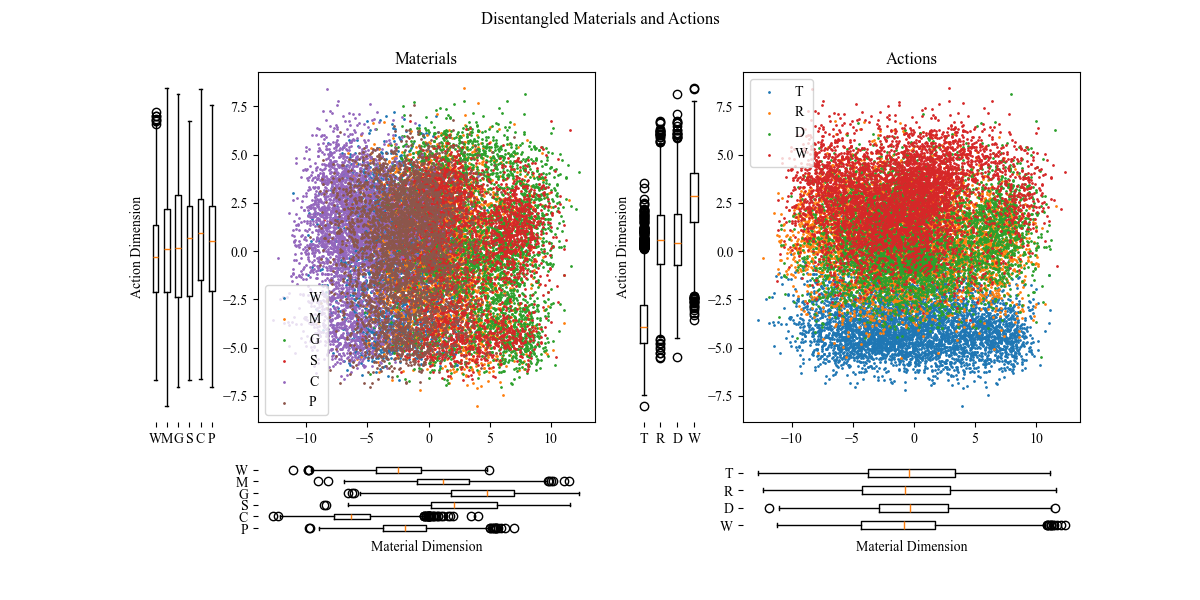 Disentangled Materials and Actions
Materials
Action Dimension
7.5
5.0
2.5
0.0
−2.5
−5.0
−7.5
W
M
G
S
C
P
W M G S C P
−10 −5 0 5 10
W
M
G
S
C
P
Material Dimension
Actions
Action Dimension
7.5
5.0
2.5
0.0
−2.5
−5.0
−7.5
T
R
D
W
T R D W
−10 −5 0 5 10
T
R
D
W
Material Dimension